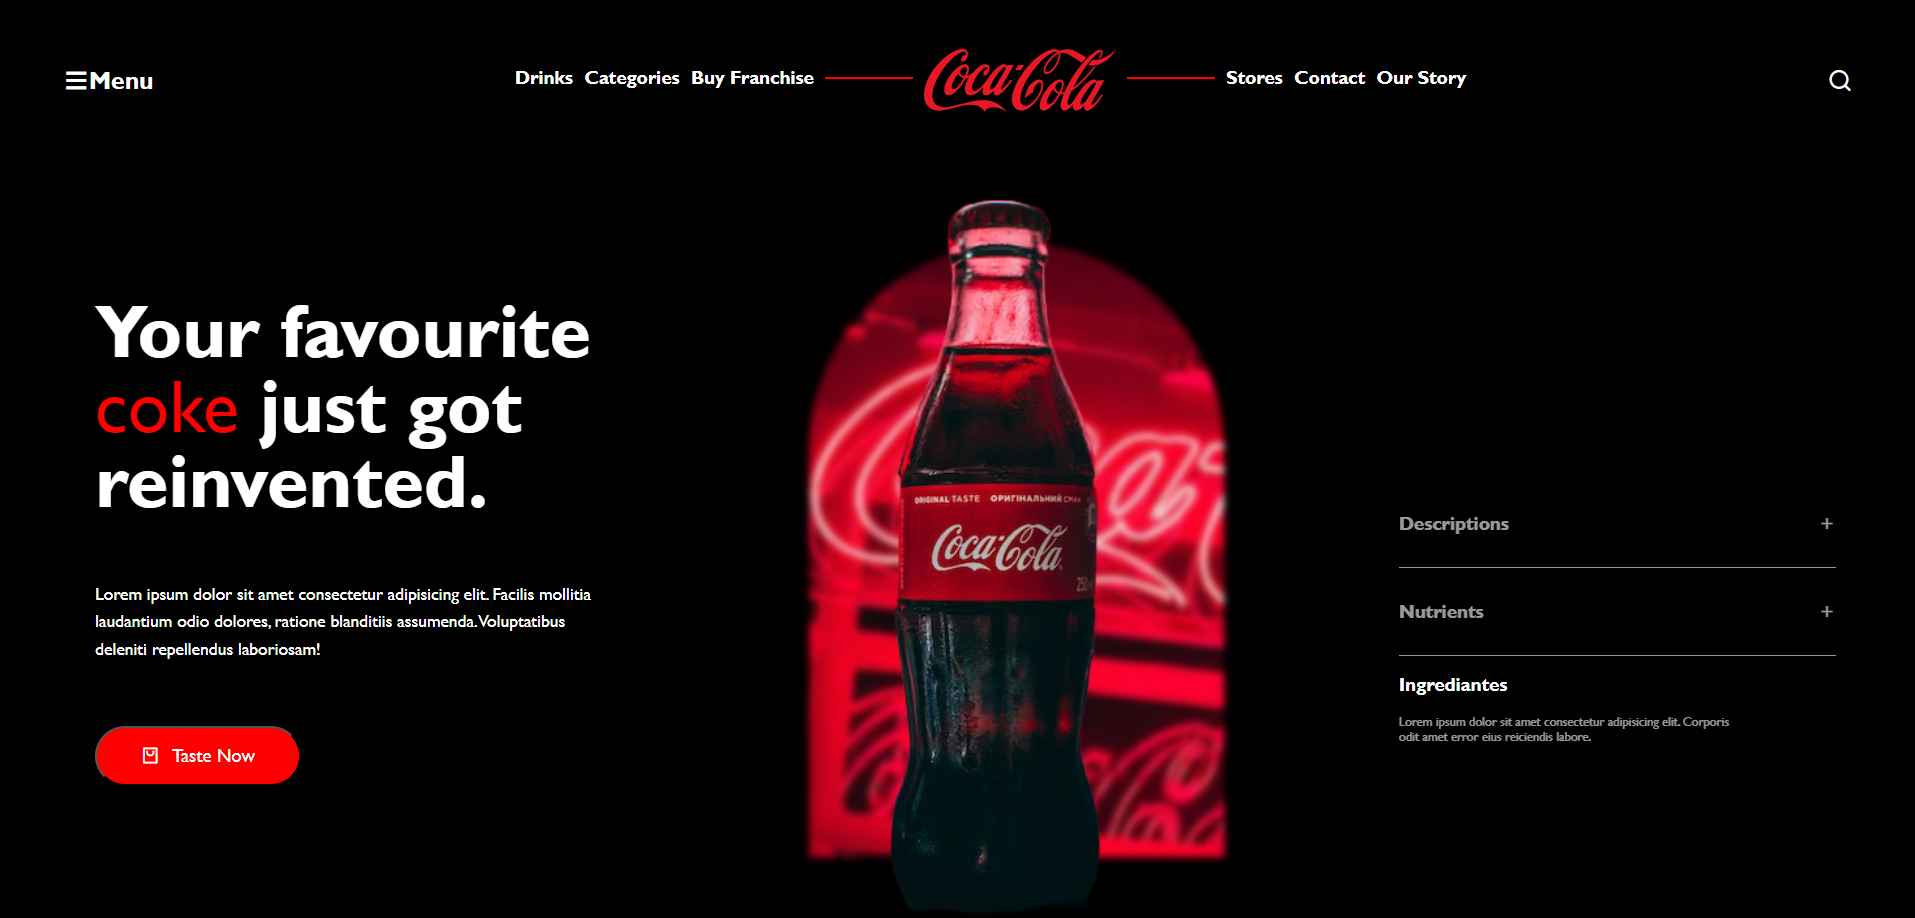 Menu
Drinks Categories Buy Franchise Coca-Cola Stores Contact Our Story
Your favourite
coke just got
reinvented.
Lorem ipsum dolor sit amet consectetur adipisicing elit. Facilis mollitia
laudantium odio dolores, ratione blanditiis assumenda. Voluptatibus
deleniti repellendus laboriosam!
Taste Now
ORIGINAL TASTE ОРИГІНАЛЬНИЙ СМАК
Coca-Cola
Descriptions +
Nutrients +
Ingrediantes
Lorem ipsum dolor sit amet consectetur adipisicing elit. Corporis
odit amet error eius reiciendis labore.